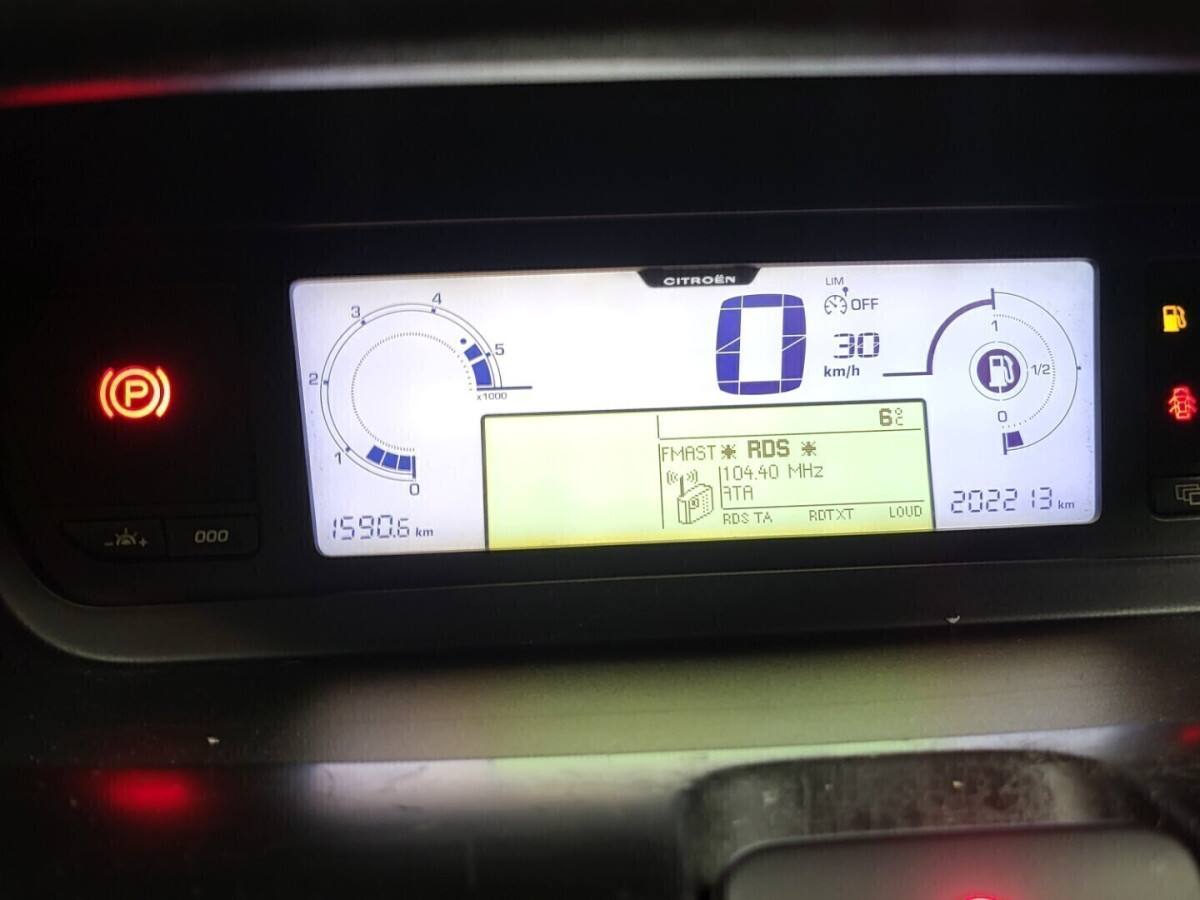 CITROËN
LIM
OFF
0
30
km/h
4
3
5
2
x1000
1
0
1
1/2
0
6°C
FMAST ☀ RDS ☀
104.40 MHz
RDS TA
RDTXT
LOUD
1590.6 km
202213 km
P
- +
000